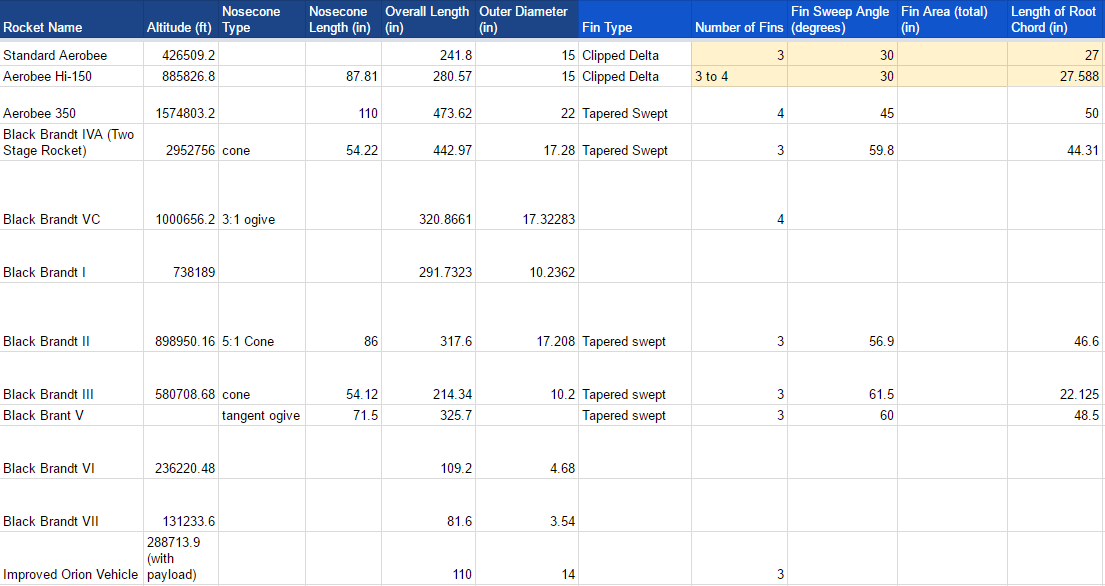 Rocket Name Altitude (ft) Nosecone Type Nosecone Length (in) Overall Length (in) Outer Diameter (in) Fin Type Number of Fins Fin Sweep Angle (degrees) Fin Area (total) (in) Length of Root Chord (in)
Standard Aerobee 426509.2 241.8 15 Clipped Delta 3 30 27
Aerobee Hi-150 885826.8 87.81 280.57 15 Clipped Delta 3 to 4 30 27.588
Aerobee 350 1574803.2 110 473.62 22 Tapered Swept 4 45 50
Black Brandt IVA (Two
Stage Rocket) 2952756 cone 54.22 442.97 17.28 Tapered Swept 3 59.8 44.31
Black Brandt VC 1000656.2 3:1 ogive 320.8661 17.32283 4
Black Brandt I 738189 291.7323 10.2362
Black Brandt II 898950.16 5:1 Cone 86 317.6 17.208 Tapered swept 3 56.9 46.6
Black Brandt III 580708.68 cone 54.12 214.34 10.2 Tapered swept 3 61.5 22.125
Black Brant V tangent ogive 71.5 325.7 Tapered swept 3 60 48.5
Black Brandt VI 236220.48 109.2 4.68
Black Brandt VII 131233.6 81.6 3.54
288713.9
(with
Improved Orion Vehicle payload) 110 14 3